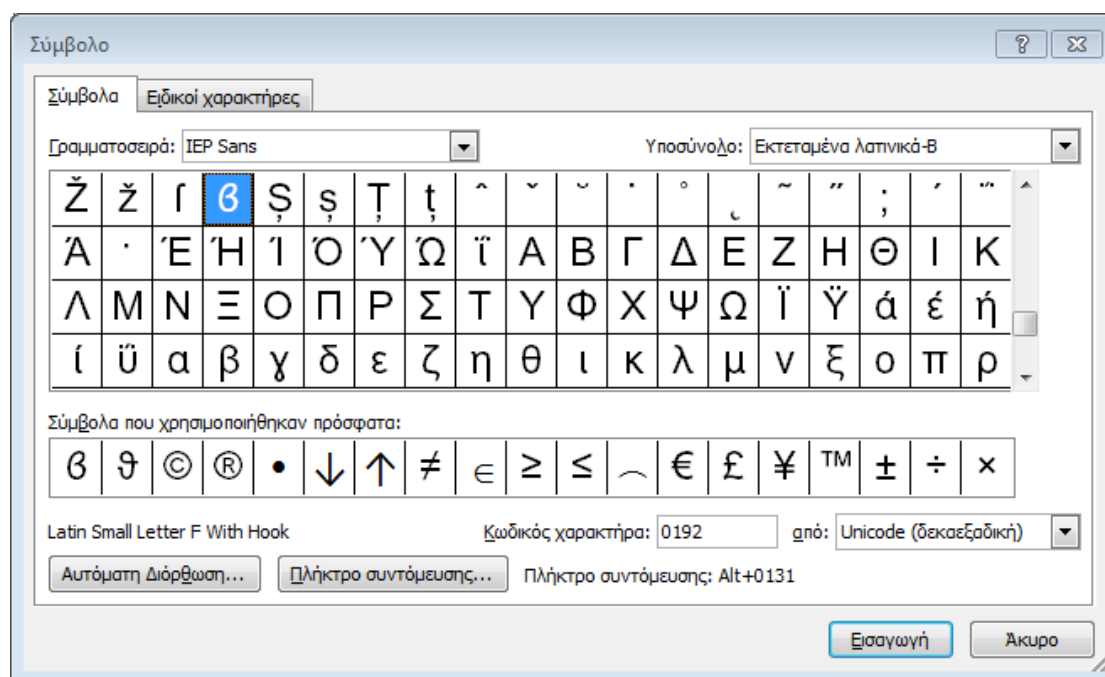 Σύμβολο
Σύμβολα Ειδικοί χαρακτήρες
Γραμματοσειρά: IEP Sans Υποσύνολο: Εκτεταμένα λατινικά-B
Ž ž ſ ϐ Ș ș Ț ț ˆ ˇ ˘ ˙ ˚ ˛ ˜ ˝ ; ΄ ΅
Ά · Έ Ή Ί Ό Ύ Ώ ΐ Α Β Γ Δ Ε Ζ Η Θ Ι Κ
Λ Μ Ν Ξ Ο Π Ρ Σ Τ Υ Φ Χ Ψ Ω Ϊ Ϋ ά έ ή
ί ΰ α β γ δ ε ζ η θ ι κ λ μ ν ξ ο π ρ
Σύμβολα που χρησιμοποιήθηκαν πρόσφατα:
ϐ ϑ © ® • ↓ ↑ ≠ ∈ ≥ ≤ ⏜ € £ ¥ ™ ± ÷ ×
Latin Small Letter F With Hook Κωδικός χαρακτήρα: 0192 από: Unicode (δεκαεξαδική)
Αυτόματη Διόρθωση... Πλήκτρο συντόμευσης... Πλήκτρο συντόμευσης: Alt+0131
Εισαγωγή Άκυρο